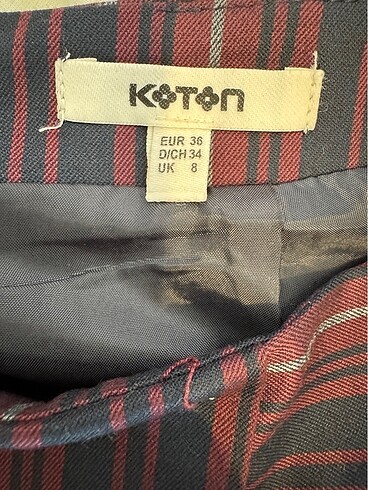 KOTON
EUR 36
D/CH 34
UK 8